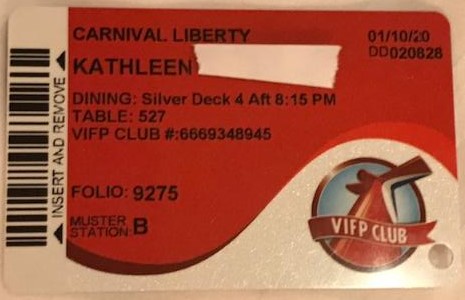 CARNIVAL LIBERTY
01/10/20
DD020828
KATHLEEN
DINING: Silver Deck 4 Aft 8:15 PM
TABLE: 527
VIFP CLUB #:6669348945
FOLIO: 9275
MUSTER
STATION: B
INSERT AND REMOVE
VIFP CLUB